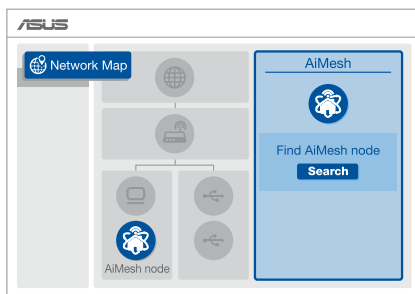 ASUS
Network Map
AiMesh
Find AiMesh node
Search
AiMesh node